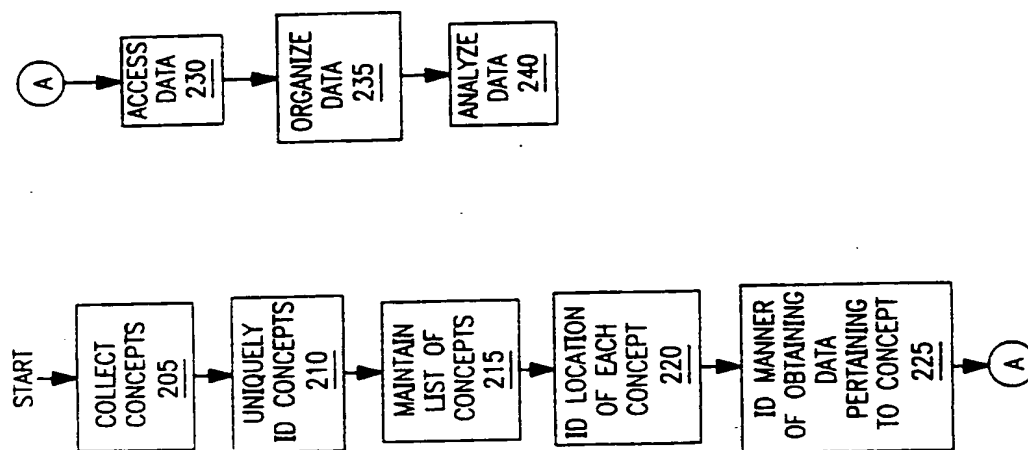 START
COLLECT
CONCEPTS
205
UNIQUELY
ID CONCEPTS
210
MAINTAIN
LIST OF
CONCEPTS
215
ID LOCATION
OF EACH
CONCEPT
220
ID MANNER
OF OBTAINING
DATA
PERTAINING
TO CONCEPT
225
A
A
ACCESS
DATA
230
ORGANIZE
DATA
235
ANALYZE
DATA
240